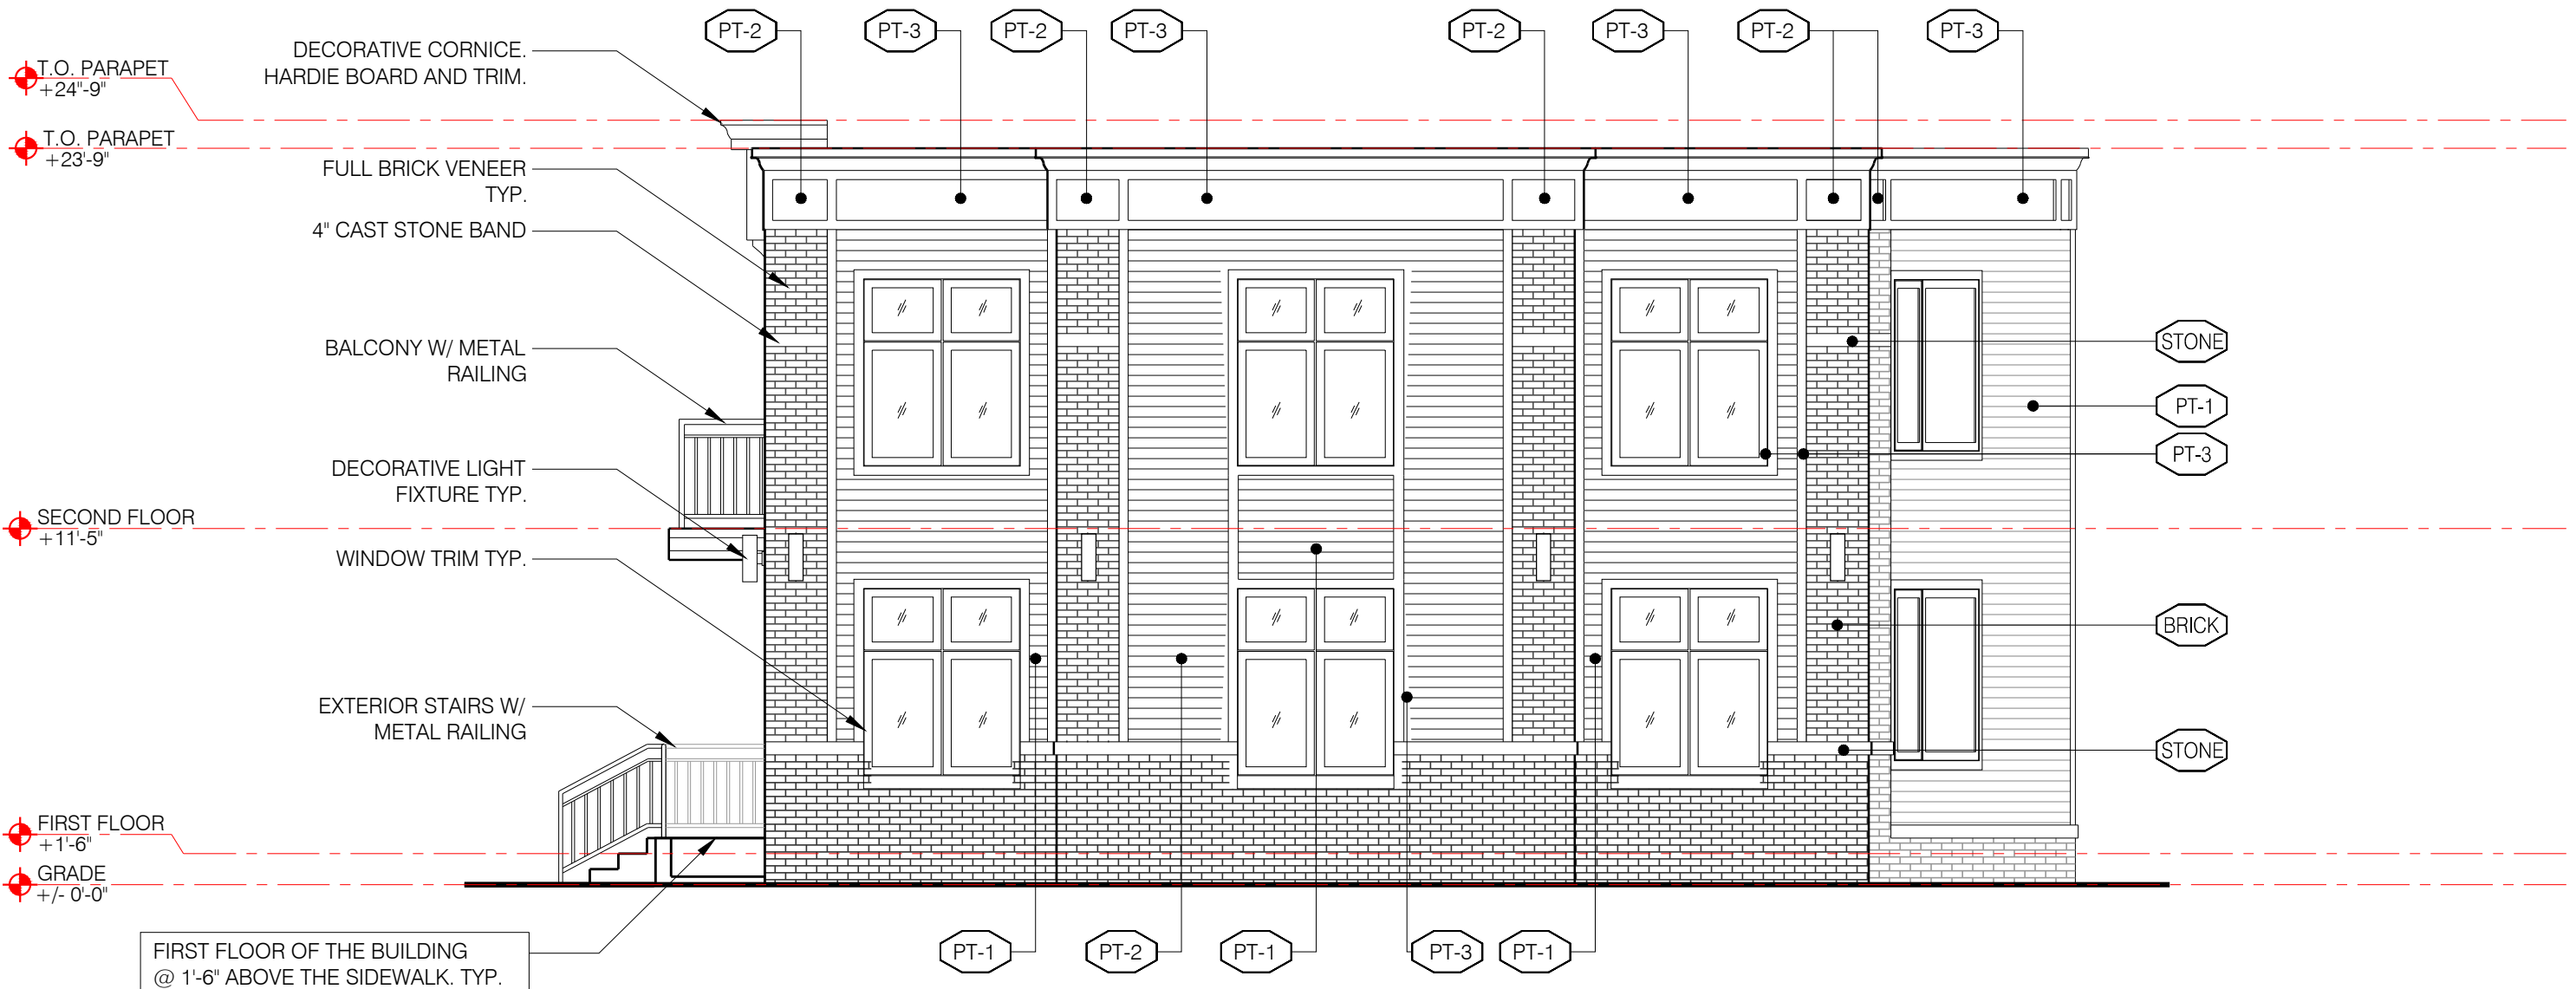 PT-2
PT-3
PT-2
PT-3
PT-2
PT-3
PT-2
PT-3
DECORATIVE CORNICE.
HARDIE BOARD AND TRIM.
T.O. PARAPET
+24"-9"
T.O. PARAPET
+23'-9"
FULL BRICK VENEER
TYP.
4" CAST STONE BAND
BALCONY W/ METAL
RAILING
STONE
PT-1
PT-3
DECORATIVE LIGHT
FIXTURE TYP.
SECOND FLOOR
+11'-5"
WINDOW TRIM TYP.
BRICK
EXTERIOR STAIRS W/
METAL RAILING
STONE
FIRST FLOOR
+1'-6"
GRADE
+/- 0'-0"
FIRST FLOOR OF THE BUILDING
@ 1'-6" ABOVE THE SIDEWALK. TYP.
PT-1
PT-2
PT-1
PT-3
PT-1